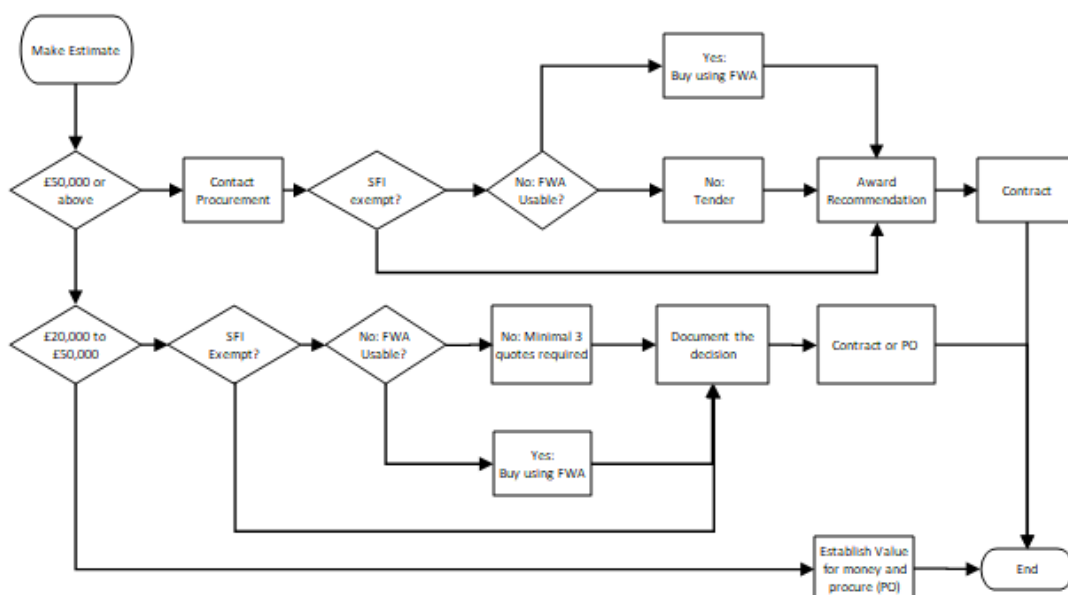 Make Estimate
Yes:
Buy using FWA
£50,000 or
above
Contact
Procurement
SFI
exempt?
No: FWA
Usable?
No:
Tender
Award
Recommendation
Contract
£20,000 to
£50,000
SFI
Exempt?
No: FWA
Usable?
No: Minimal 3
quotes required
Document the
decision
Contract or PO
Yes:
Buy using FWA
Establish Value
for money and
procure (PO)
End